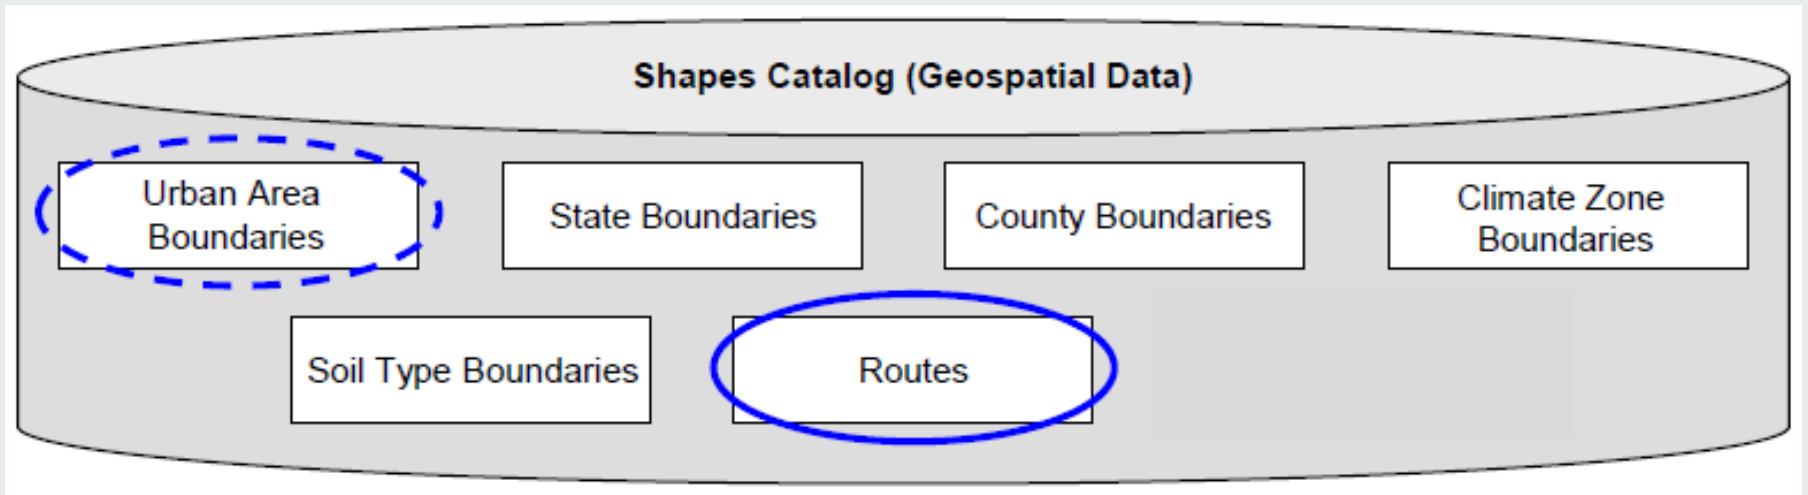 Shapes Catalog (Geospatial Data)
Urban Area
Boundaries
State Boundaries
County Boundaries
Climate Zone
Boundaries
Soil Type Boundaries
Routes